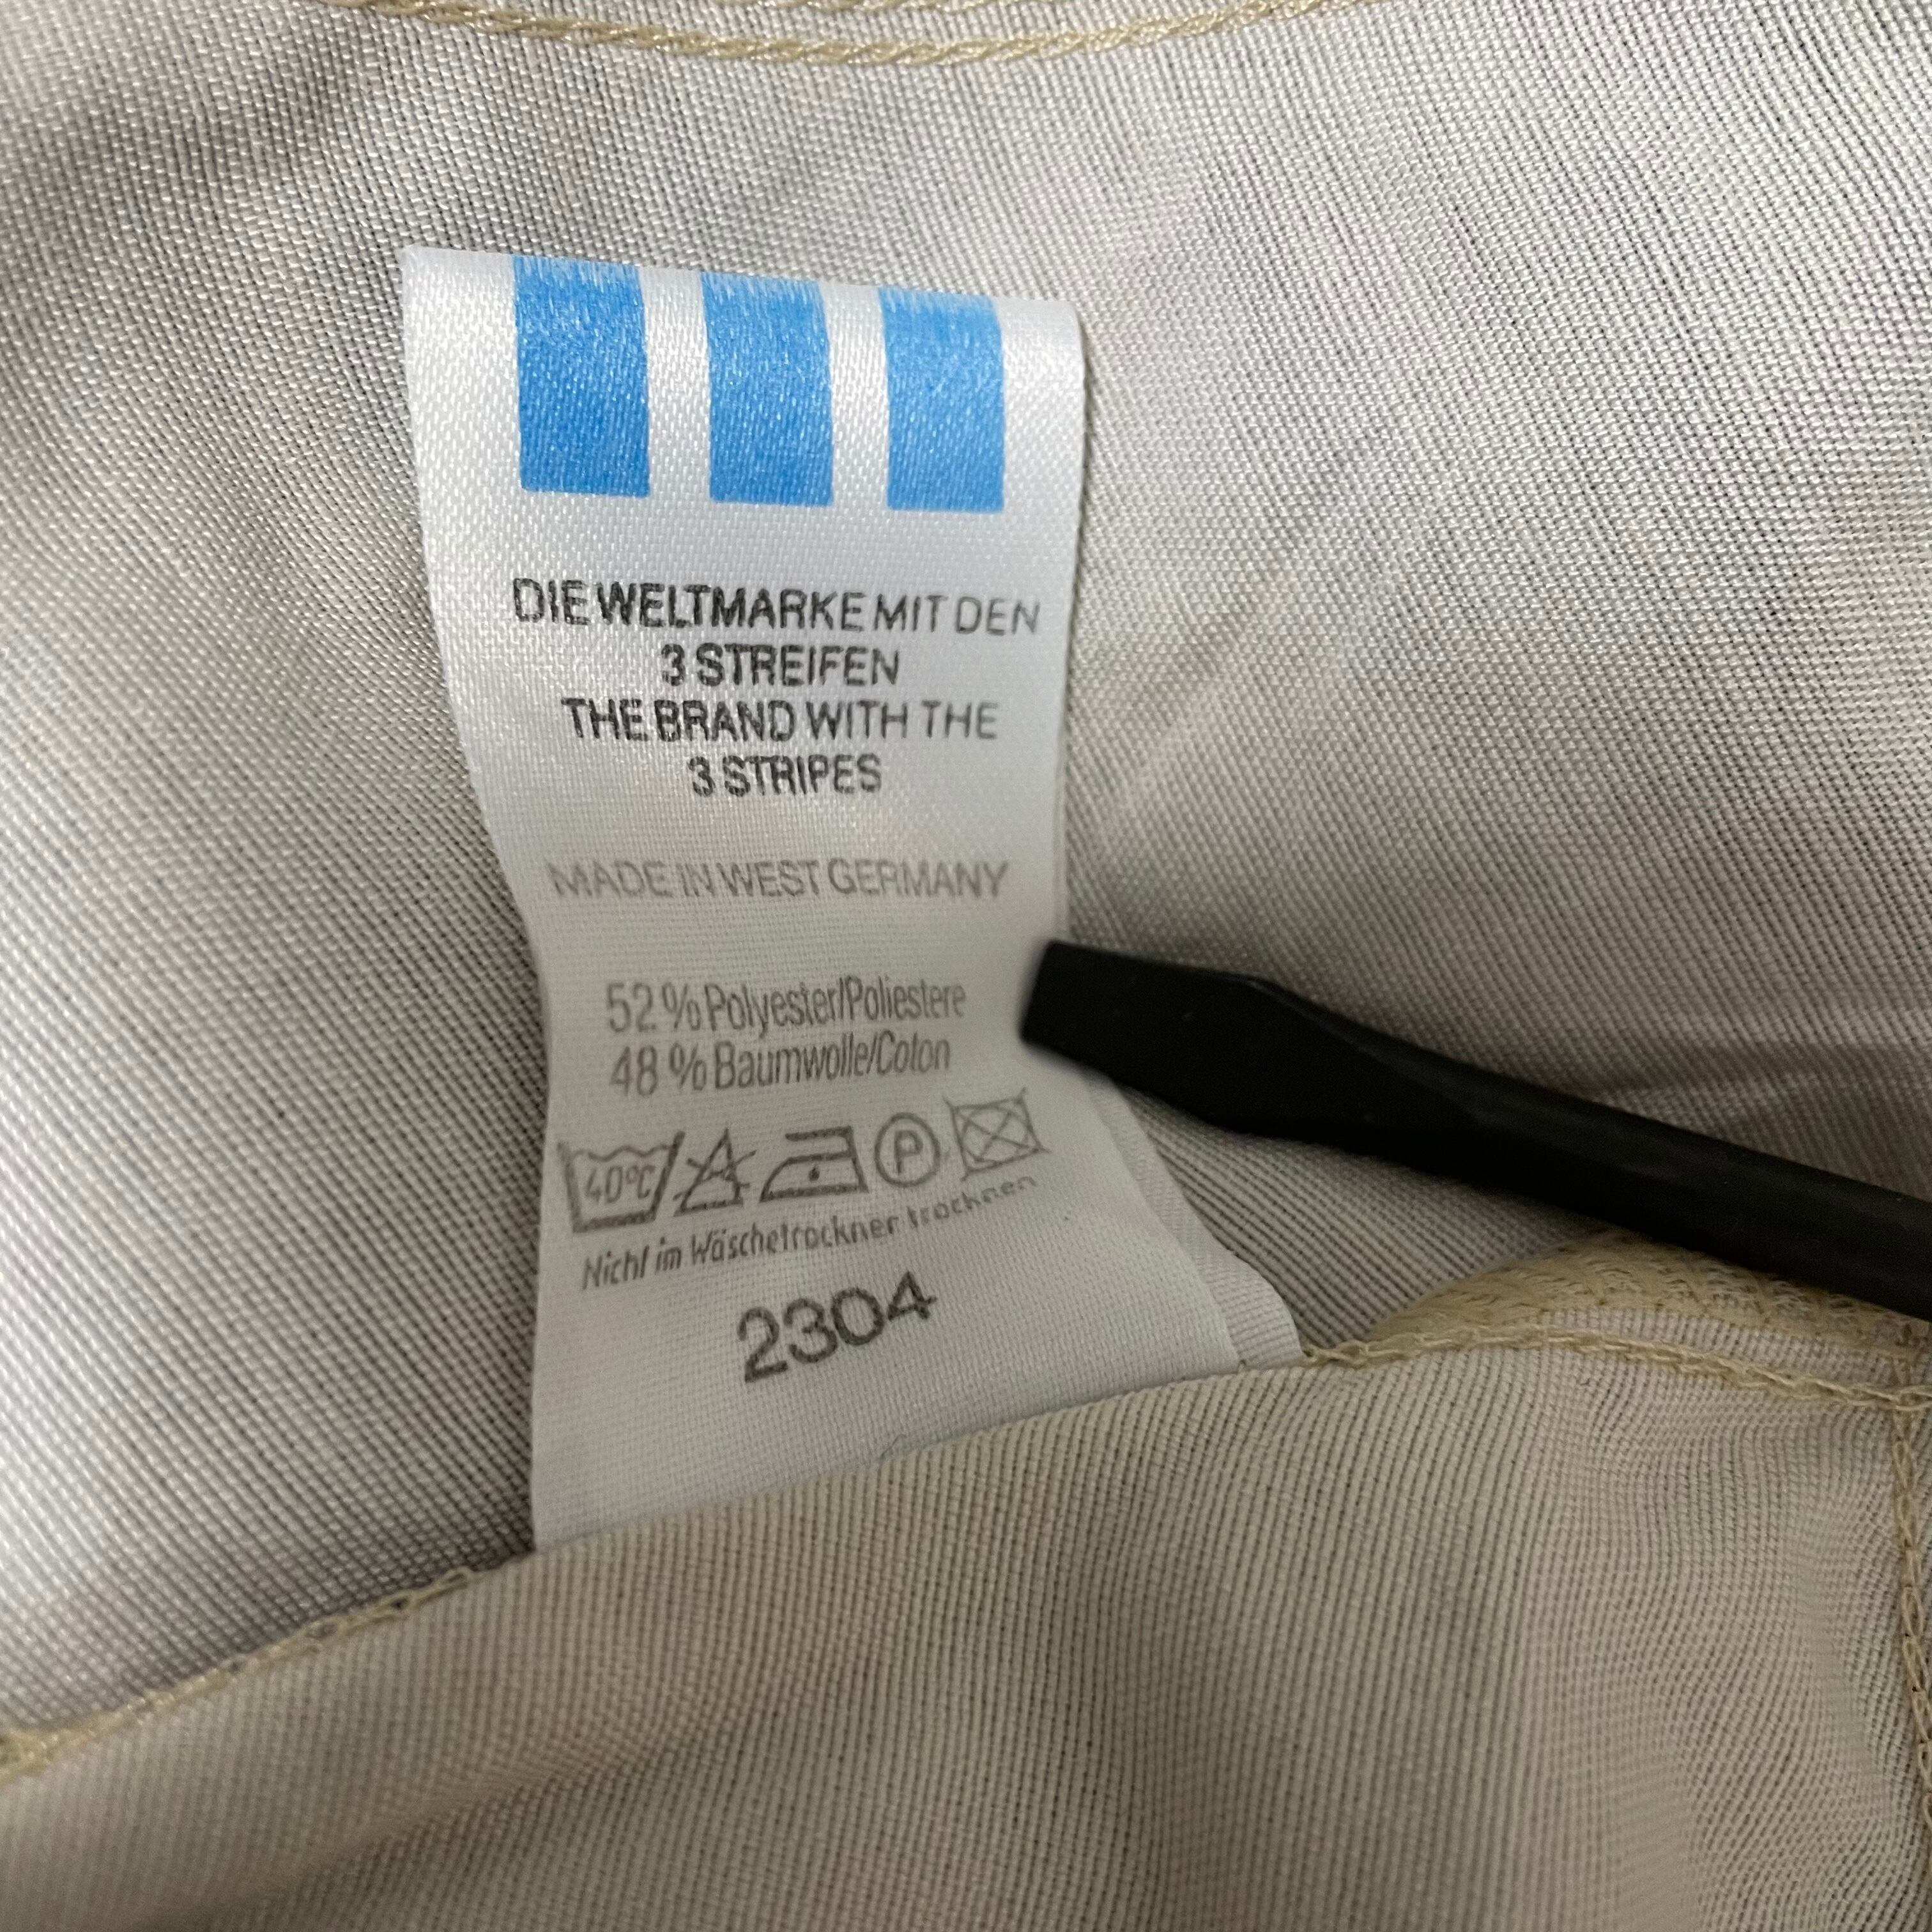 DIE WELTMARKE MIT DEN
3 STREIFEN
THE BRAND WITH THE
3 STRIPES
MADE IN WEST GERMANY
52 % Polyester/Poliestere
48 % Baumwolle/Coton
40°C P
Nicht im Wäschetrockner trocknen
2304